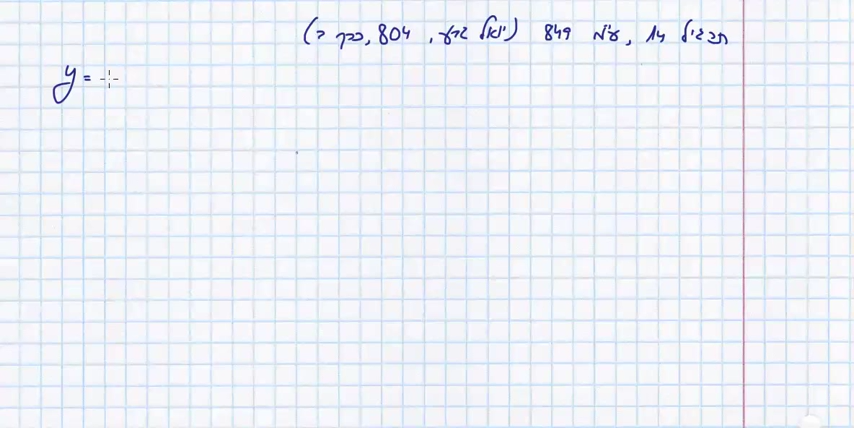 תרגיל 14, עמ' 849 (יואל גבע, 804, כרך ב)
y =